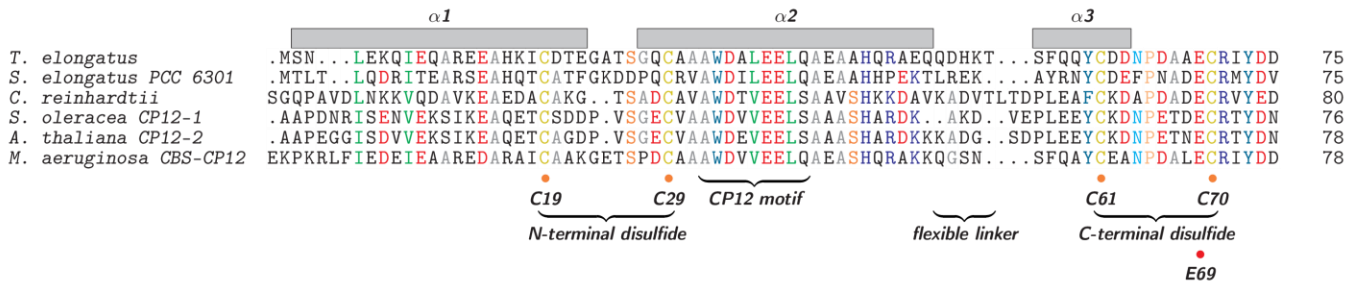 α1 α2 α3
T. elongatus .MSN...LEKQIEQAREEAHKICDTEGATSGQCAAAWDALEELQAEAAHQRAEQQDHKT...SFQQYCDDNPDAAECRIYDD 75
S. elongatus PCC 6301 .MTLT..LQDRITEARSEAHKTCATFGKDDPQCRVAWDILEELQAEAAHHPEKTLREK....AYRNYCDEFPNADECRMYDV 75
C. reinhardtii SGQPAVDLNKKVQDAVKEAEDACAKG..TSADCAVAWDTVEELSAAVSHKKDAVKADVTLTDPLEAFCKDAPDADECRVYED 80
S. oleracea CP12-1 .AAPDNRISENVEKSIKEAQETCSDDP.VSGECVAAWDTVEELSAAASHARDK..AKD..VEPLEEYCKDNPETDECRTYDN 76
A. thaliana CP12-2 .AAPEGGISDVVEKSIKEAQETCAGDP.VSGECVAAWDEVEELSAAASHARDKKKADG..SDPLEEYCKDNPETNECRTYDN 78
M. aeruginosa CBS-CP12 EKPKRLFIEDEIEAAREDARAICAAKGETSPDCAAAWDVVEELQAEASHQRAKKQGSN....SFQAYCEANPDALECRIYDD 78
C19 C29 CP12 motif C61 C70
N-terminal disulfide flexible linker C-terminal disulfide
E69